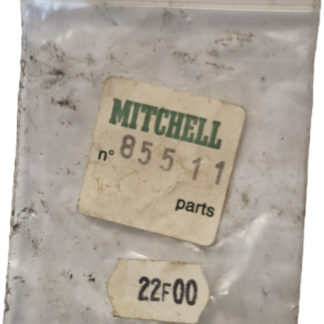 MITCHELL
n° 85511
parts
22F00